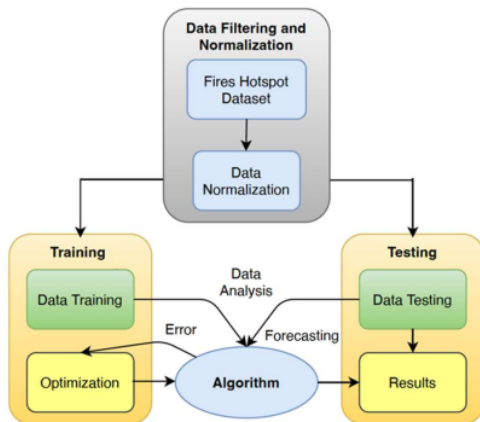 Data Filtering and
Normalization
Fires Hotspot
Dataset
Data
Normalization
Training
Testing
Data
Analysis
Data Training
Data Testing
Error
Forecasting
Optimization
Algorithm
Results